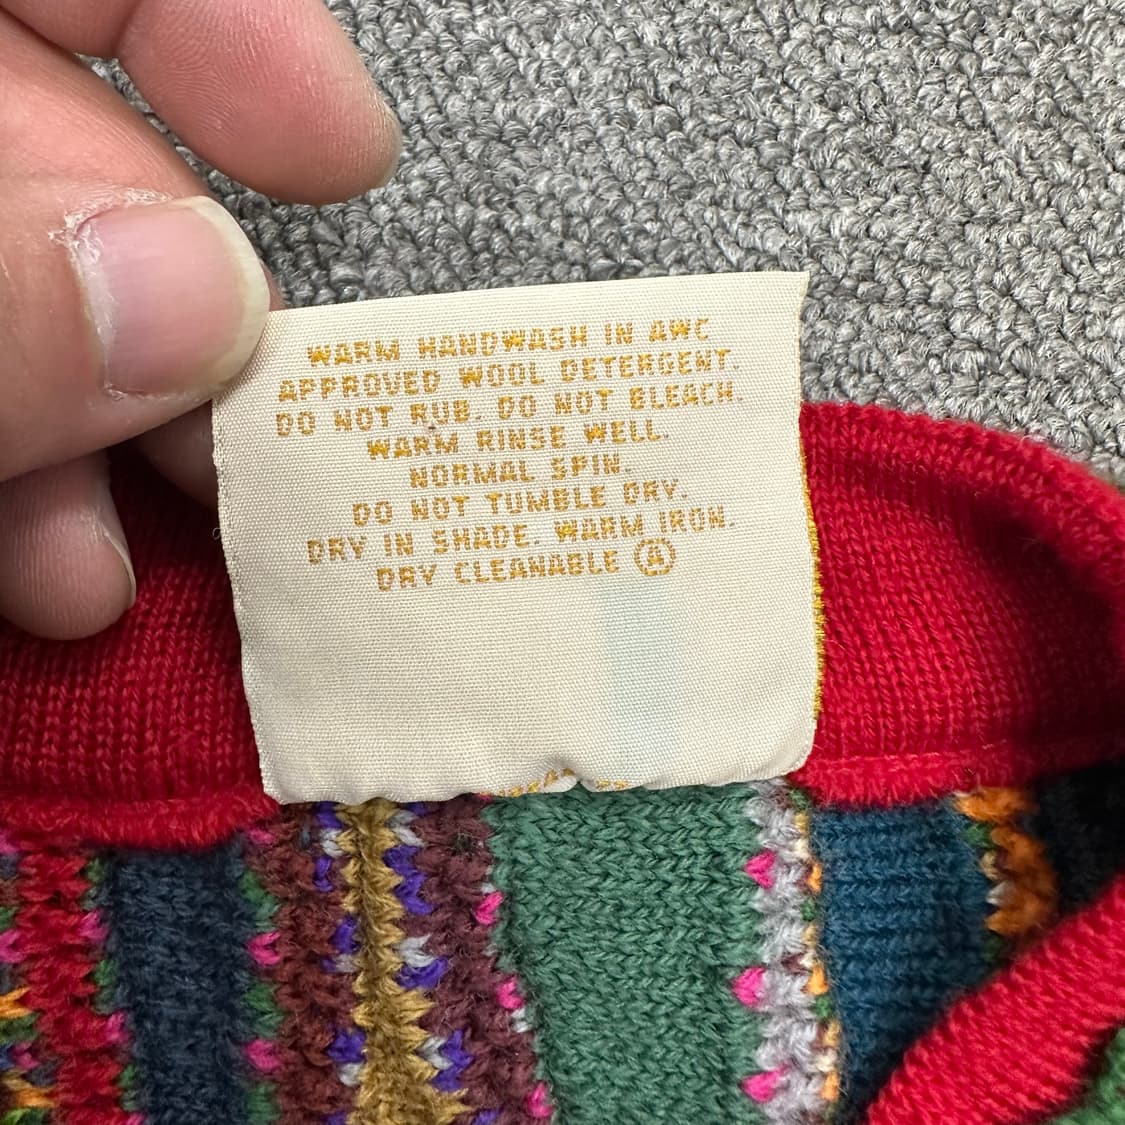 WARM HANDWASH IN AWC
APPROVED WOOL DETERGENT.
DO NOT RUB. DO NOT BLEACH.
WARM RINSE WELL.
NORMAL SPIN.
DO NOT TUMBLE DRY.
DRY IN SHADE. WARM IRON.
DRY CLEANABLE Ⓐ